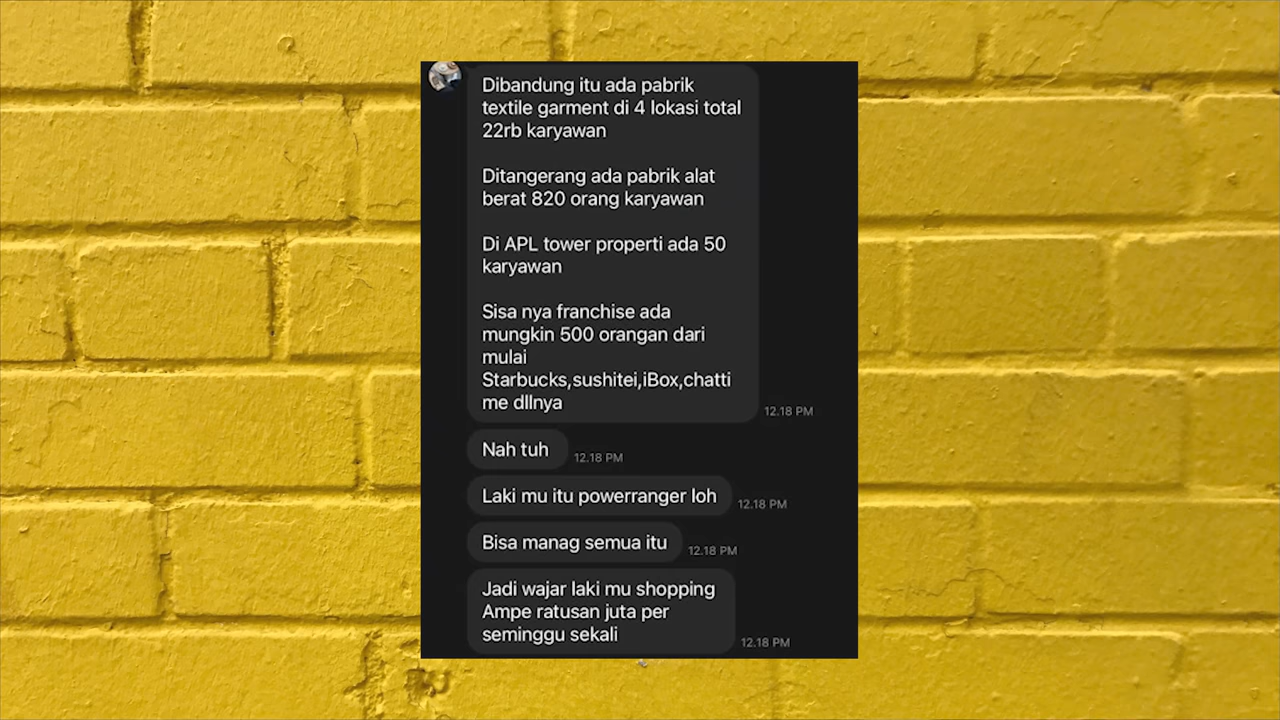 Dibandung itu ada pabrik
textile garment di 4 lokasi total
22rb karyawan
Ditangerang ada pabrik alat
berat 820 orang karyawan
Di APL tower properti ada 50
karyawan
Sisa nya franchise ada
mungkin 500 orangan dari
mulai
Starbucks,sushitei,iBox,chatti
me dllnya
12.18 PM
Nah tuh
12.18 PM
Laki mu itu powerranger loh
12.18 PM
Bisa manag semua itu
12.18 PM
Jadi wajar laki mu shopping
Ampe ratusan juta per
seminggu sekali
12.18 PM